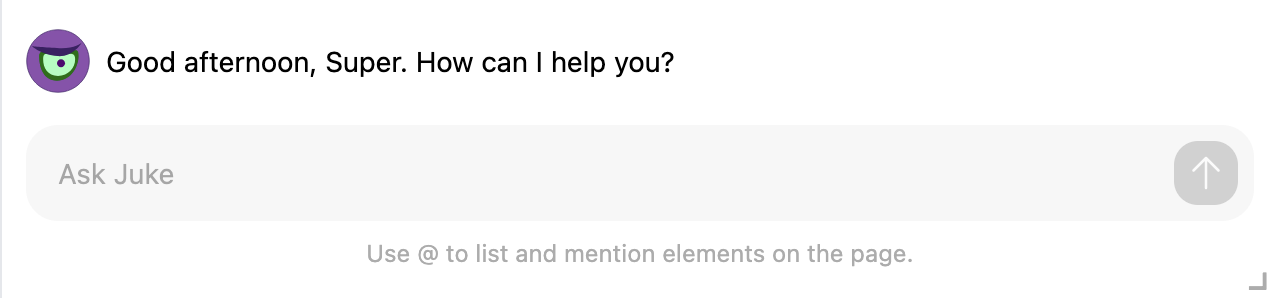 Good afternoon, Super. How can I help you?
Ask Juke
Use @ to list and mention elements on the page.